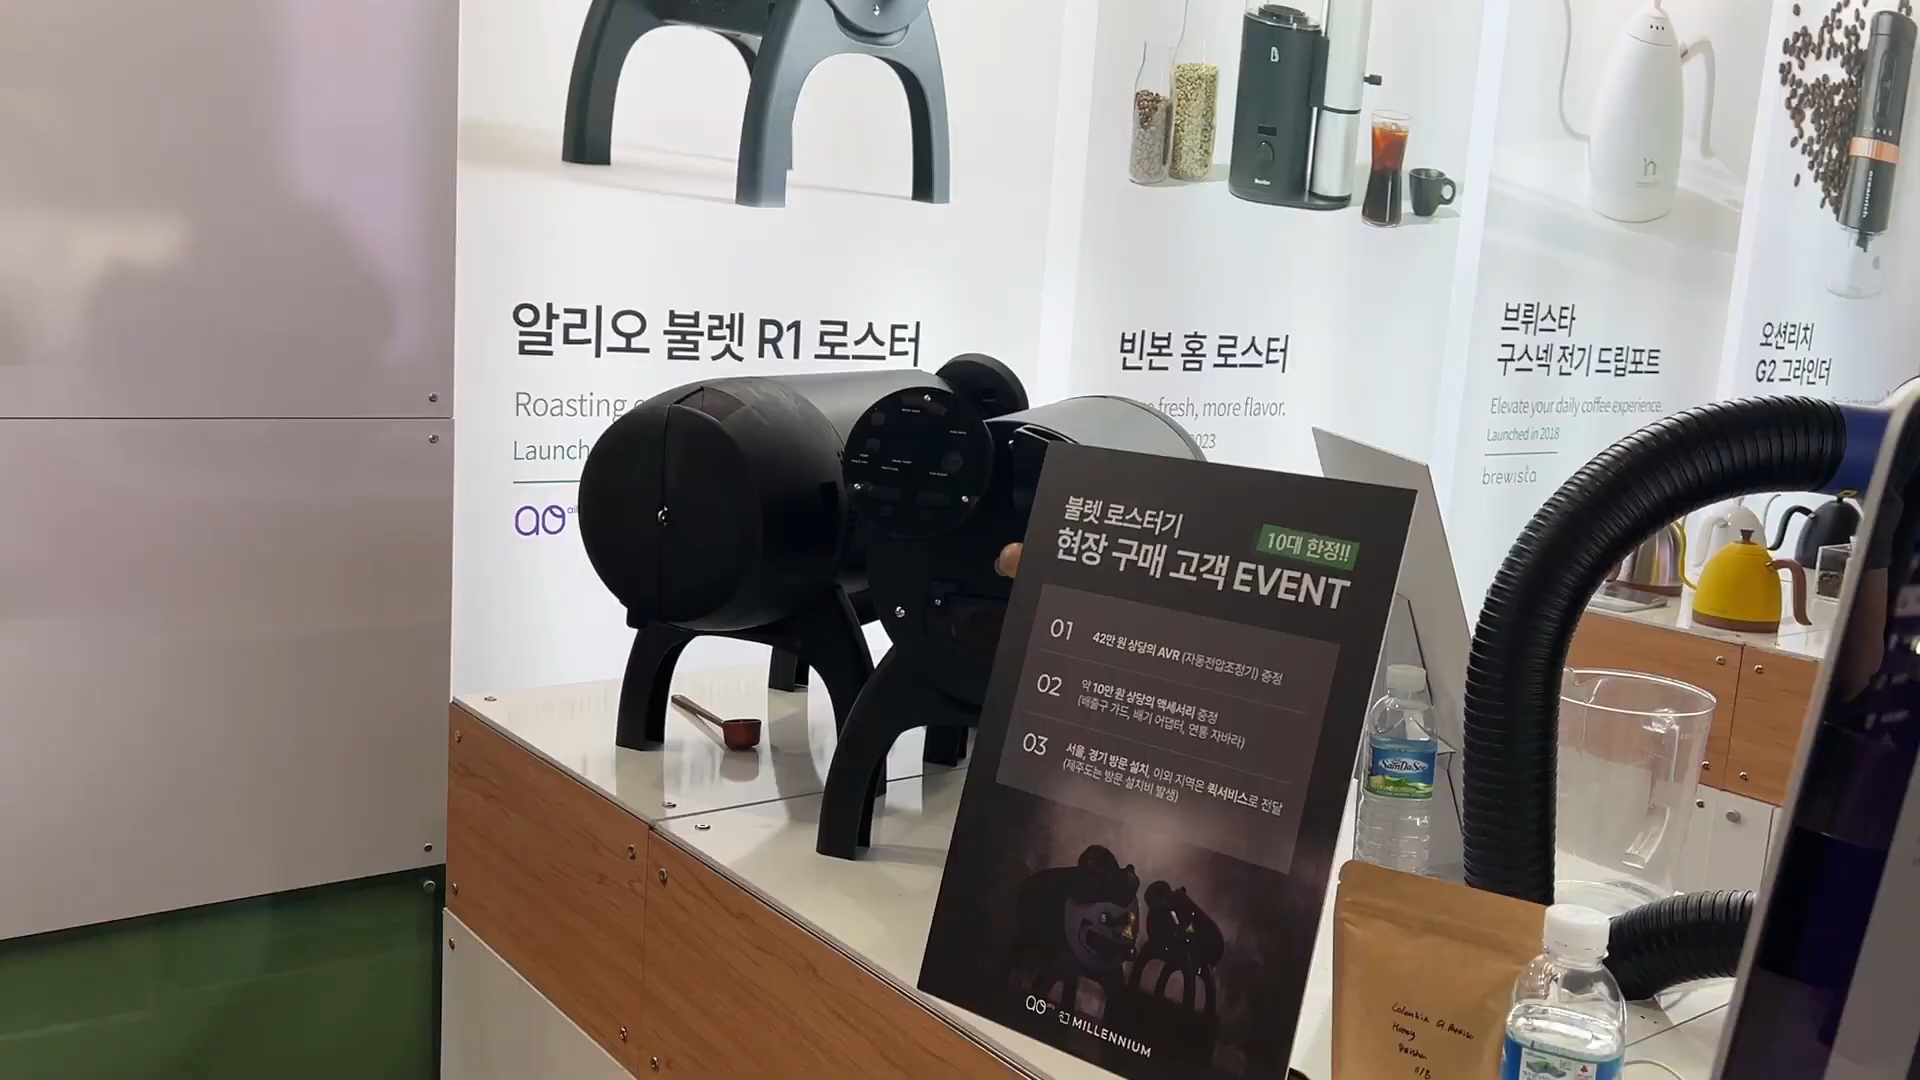 알리오 불렛 R1 로스터
Roasting
Launch
ao
빈본 홈 로스터
fresh, more flavor.
2023
브뤼스타
구스넥 전기 드립포트
Elevate your daily coffee experience.
Launched in 2018
brewista
오션리치
G2 그라인더
불렛 로스터기
10대 한정!!
현장 구매 고객 EVENT
01 42만 원 상당의 AVR (자동전압조정기) 증정
02 약 10만 원 상당의 액세서리 증정
(배출구 가드, 배기 어댑터, 연통 자바라)
03 서울, 경기 방문 설치, 이외 지역은 퀵서비스로 전달
(제주도는 방문 설치비 발생)
ao MILLENNIUM
SamDaSoo
Colombia
Honey